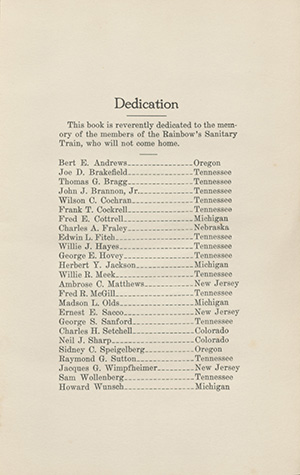 Dedication
This book is reverently dedicated to the mem-
ory of the members of the Rainbow's Sanitary
Train, who will not come home.
Bert E. Andrews Oregon
Joe D. Brakefield Tennessee
Thomas G. Bragg Tennessee
John J. Brannon, Jr. Tennessee
Wilson C. Cochran Tennessee
Frank T. Cockrell Tennessee
Fred E. Cottrell Michigan
Charles A. Fraley Nebraska
Edwin L. Fitch Tennessee
Willie J. Hayes Tennessee
George E. Hovey Tennessee
Herbert Y. Jackson Michigan
Willie R. Meek Tennessee
Ambrose C. Matthews New Jersey
Fred R. McGill Tennessee
Madson L. Olds Michigan
Ernest E. Sacco New Jersey
George S. Sanford Tennessee
Charles H. Setchell Colorado
Neil J. Sharp Colorado
Sidney C. Speigelberg Oregon
Raymond G. Sutton Tennessee
Jacques G. Wimpfheimer New Jersey
Sam Wollenberg Tennessee
Howard Wunsch Michigan